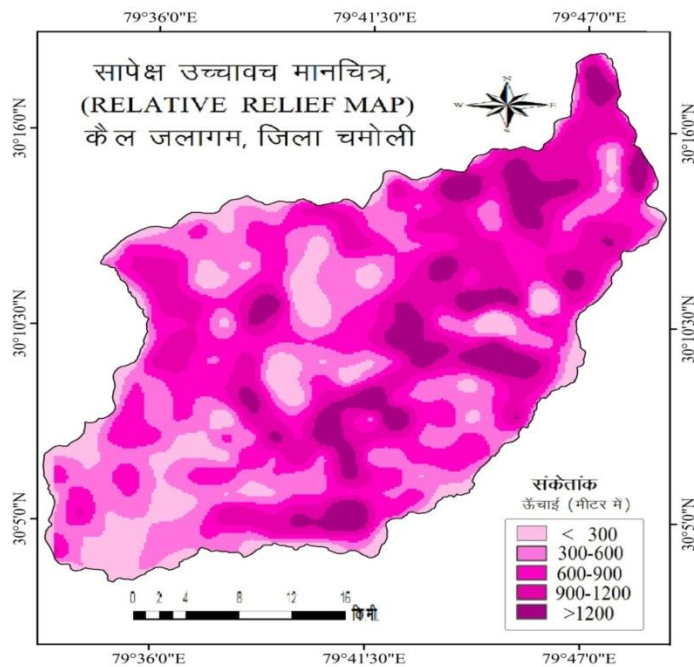 79°36'0"E 79°41'30"E 79°47'0"E
सापेक्ष उच्चावच मानचित्र,
(RELATIVE RELIEF MAP)
कैल जलागम, जिला चमोली
N
W E
S
30°16'0"N 30°16'0"N
30°10'30"N 30°10'30"N
30°5'0"N 30°5'0"N
संकेतांक
ऊँचाई (मीटर में)
< 300
300-600
600-900
900-1200
>1200
0 2 4 8 12 16
कि.मी.
79°36'0"E 79°41'30"E 79°47'0"E